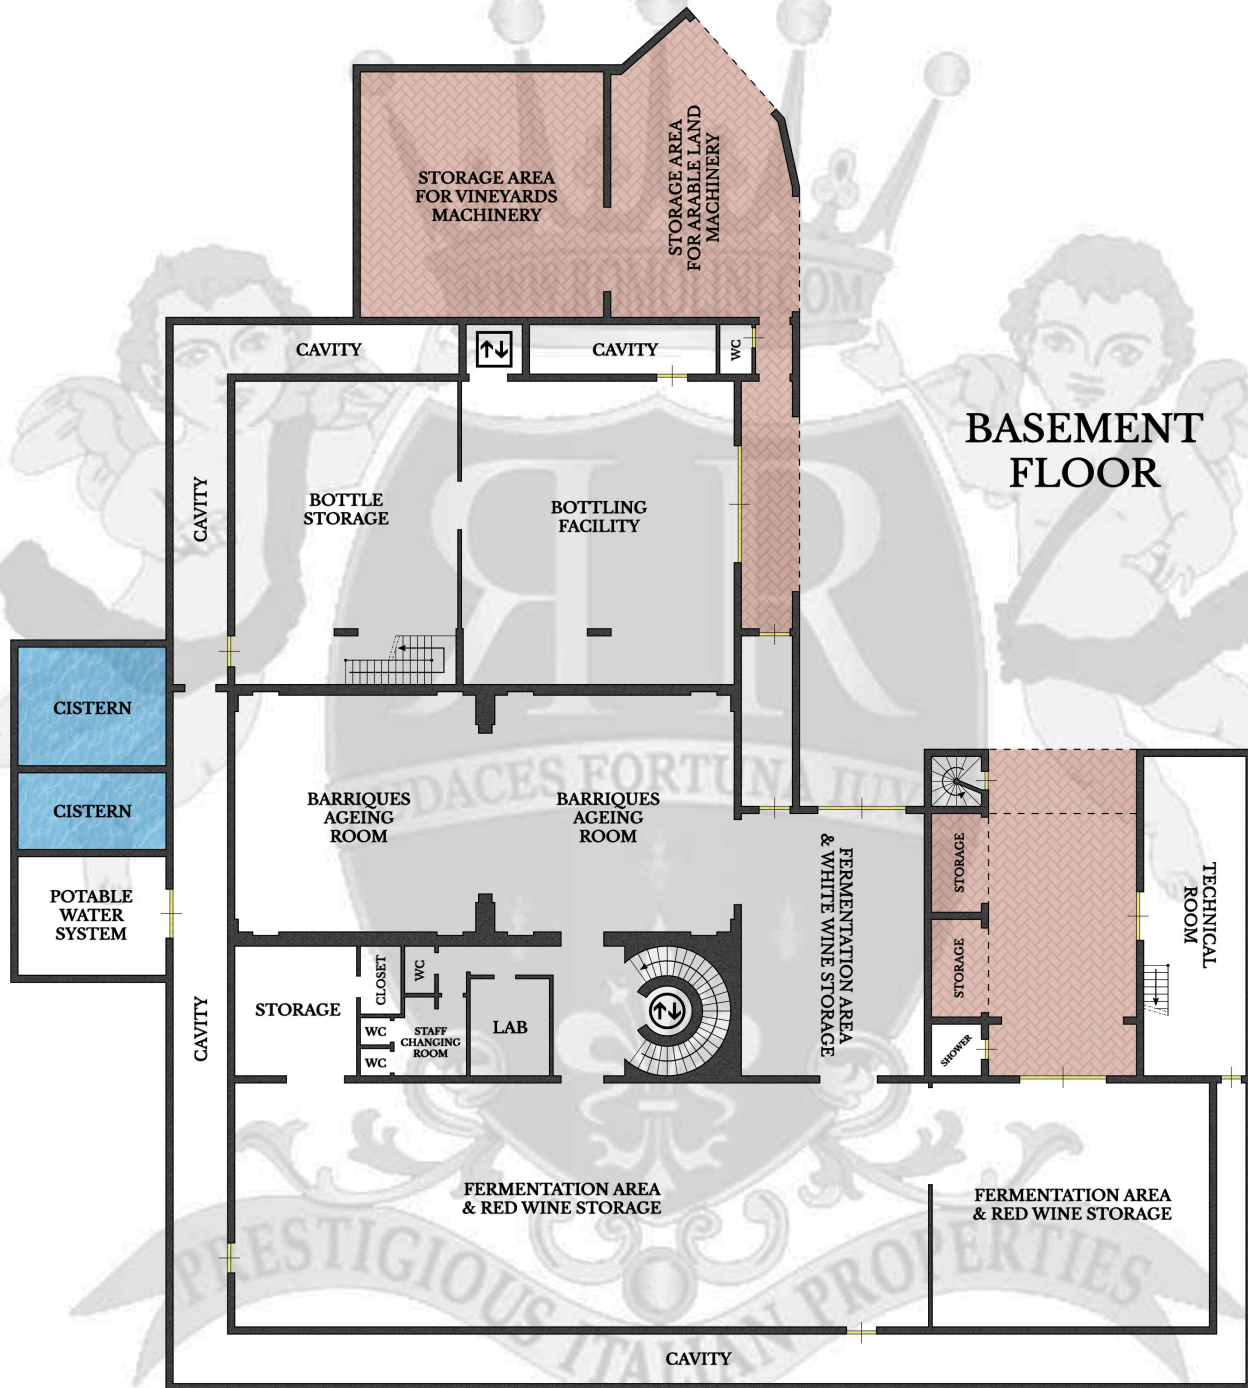 STORAGE AREA
FOR VINEYARDS
MACHINERY
STORAGE AREA
FOR ARABLE LAND
MACHINERY
CAVITY
CAVITY
WC
BASEMENT
FLOOR
CAVITY
BOTTLE
STORAGE
BOTTLING
FACILITY
CISTERN
CISTERN
POTABLE
WATER
SYSTEM
BARRIQUES
AGEING
ROOM
BARRIQUES
AGEING
ROOM
FERMENTATION AREA
& WHITE WINE STORAGE
STORAGE
STORAGE
SHOWER
TECHNICAL
ROOM
CAVITY
STORAGE
CLOSET
WC
WC
WC
STAFF
CHANGING
ROOM
LAB
FERMENTATION AREA
& RED WINE STORAGE
FERMENTATION AREA
& RED WINE STORAGE
CAVITY
R R
DACES FORTUNA IUV
PRESTIGIOUS ITALIAN PROPERTIES